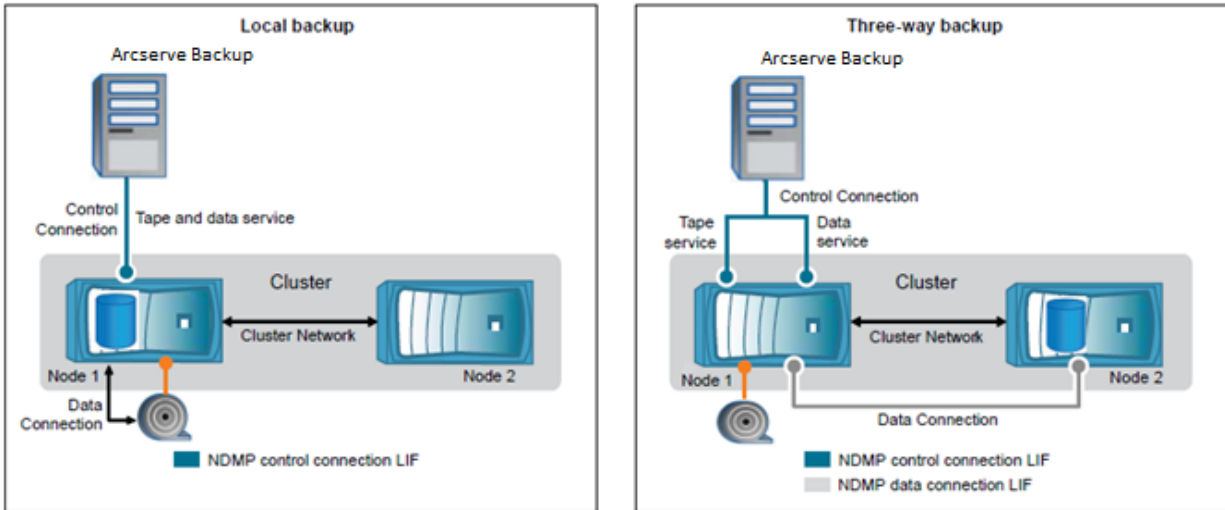 Local backup
Arcserve Backup
Control
Connection
Tape and data service
Cluster
Cluster Network
Node 1
Node 2
Data
Connection
NDMP control connection LIF
Three-way backup
Arcserve Backup
Control Connection
Tape
service
Data
service
Cluster
Cluster Network
Node 1
Node 2
Data Connection
NDMP control connection LIF
NDMP data connection LIF